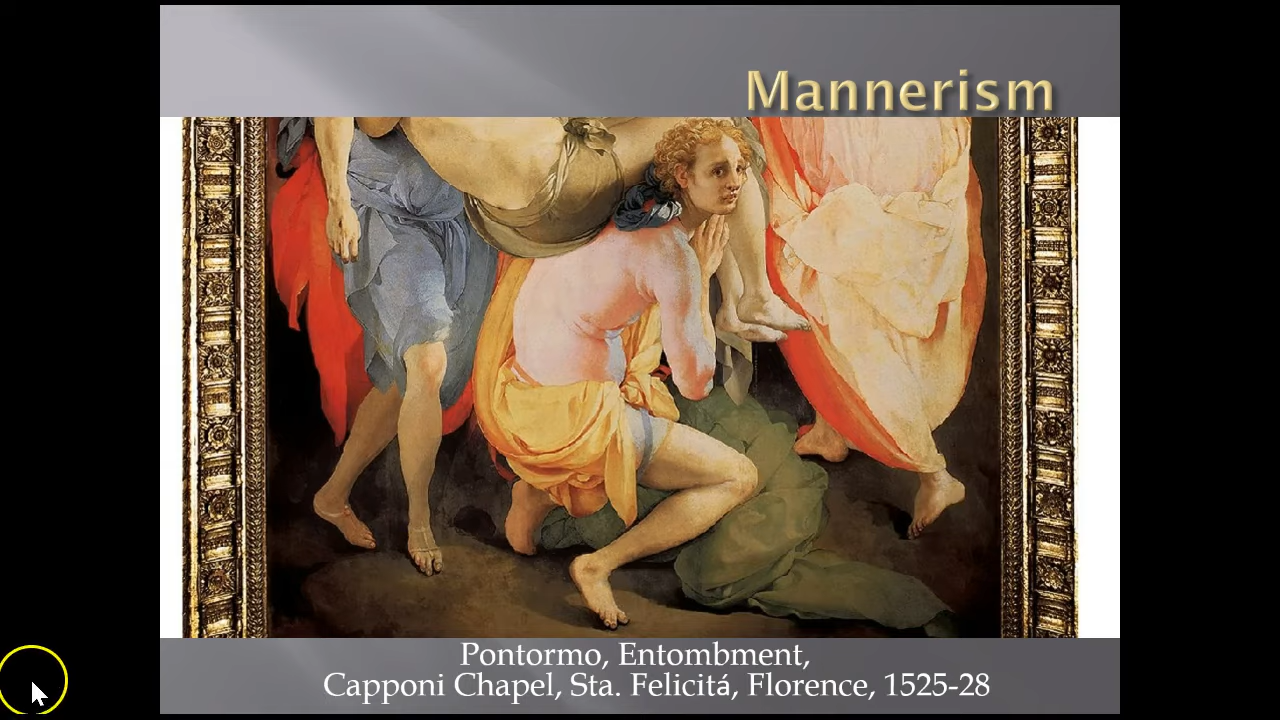 Mannerism
Pontormo, Entombment,
Capponi Chapel, Sta. Felicitá, Florence, 1525-28